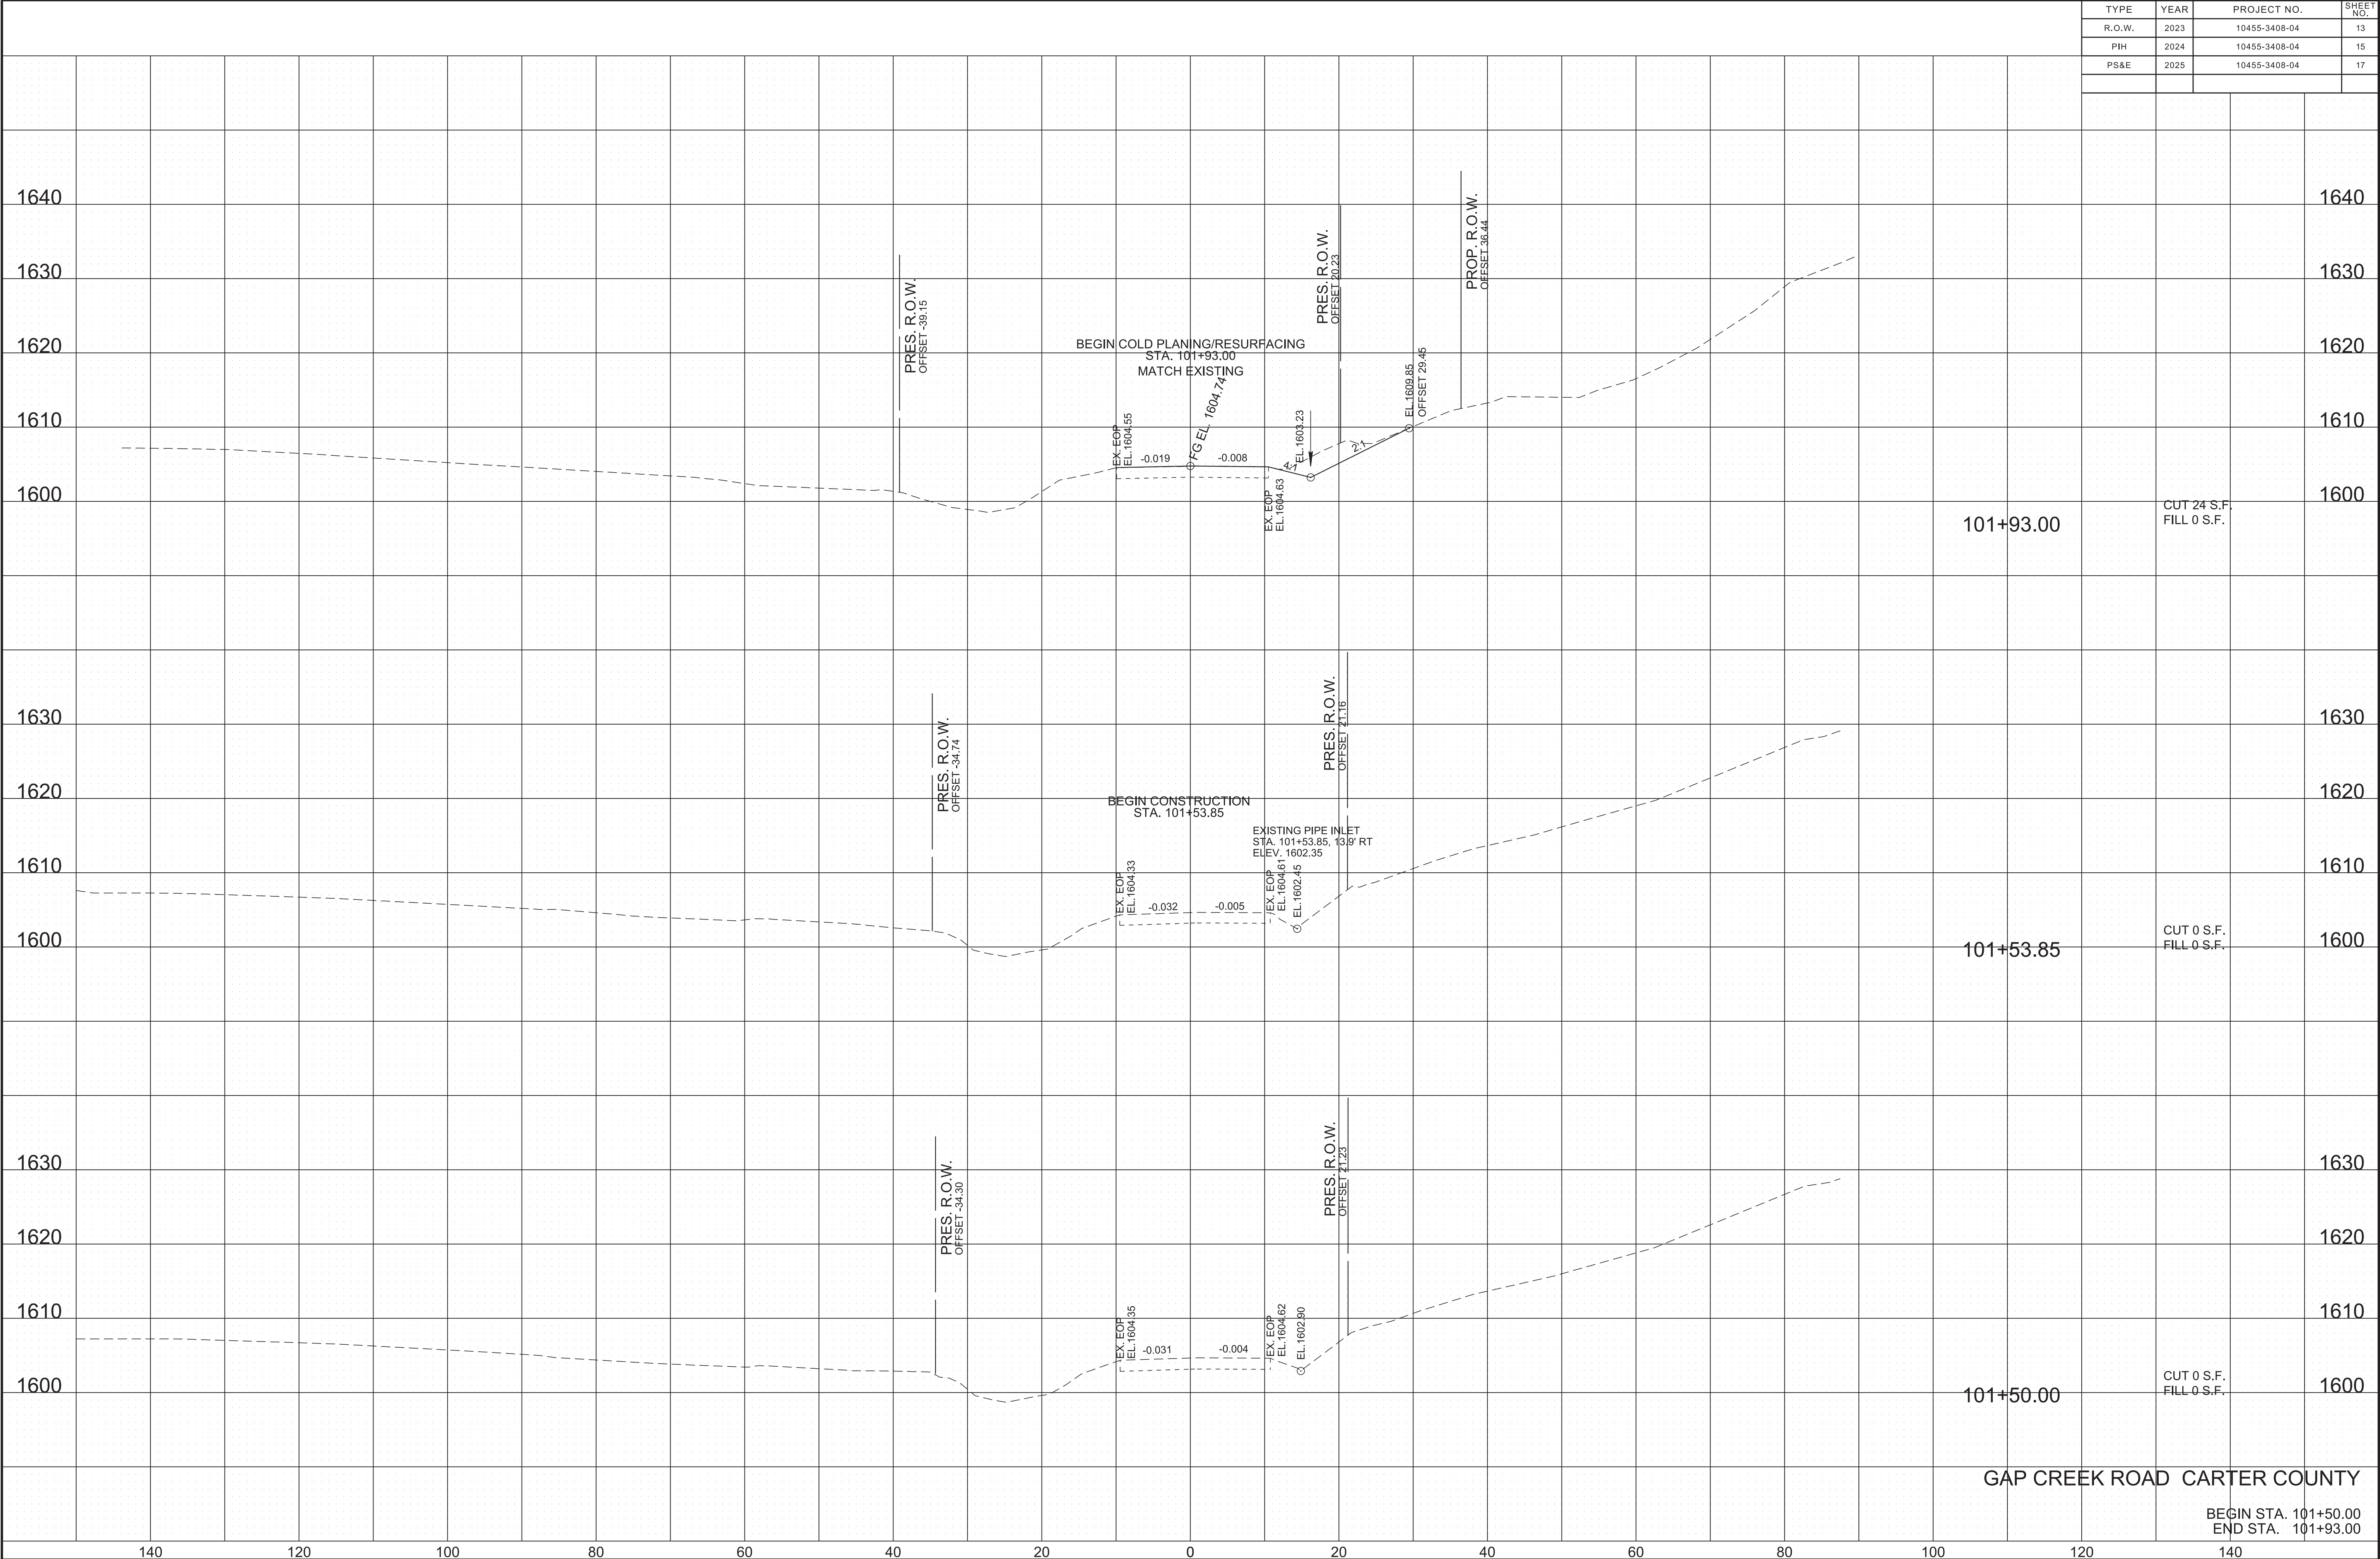 TYPE YEAR PROJECT NO. SHEET NO.
R.O.W. 2023 10455-3408-04 13
PIH 2024 10455-3408-04 15
PS&E 2025 10455-3408-04 17
1640 1640
1630 1630
1620 1620
1610 1610
1600 1600
PRES. R.O.W.
OFFSET -39.15
BEGIN COLD PLANING/RESURFACING
STA. 101+93.00
MATCH EXISTING
EX. EOP
EL.1604.55
-0.019
FG EL. 1604.74
-0.008
EX. EOP
EL.1604.63
4:1
EL.1603.23
2:1
PRES. R.O.W.
OFFSET 20.23
EL.1609.85
OFFSET 29.45
PROP. R.O.W.
OFFSET 36.44
101+93.00
CUT 24 S.F.
FILL 0 S.F.
1630 1630
1620 1620
1610 1610
1600 1600
PRES. R.O.W.
OFFSET -34.74
BEGIN CONSTRUCTION
STA. 101+53.85
EXISTING PIPE INLET
STA. 101+53.85, 13.9' RT
ELEV. 1602.35
EX. EOP
EL.1604.33
-0.032
-0.005
EX. EOP
EL.1604.61
EL.1602.45
PRES. R.O.W.
OFFSET 21.16
101+53.85
CUT 0 S.F.
FILL 0 S.F.
1630 1630
1620 1620
1610 1610
1600 1600
PRES. R.O.W.
OFFSET -34.30
EX. EOP
EL.1604.35
-0.031
-0.004
EX. EOP
EL.1604.62
EL.1602.90
PRES. R.O.W.
OFFSET 21.23
101+50.00
CUT 0 S.F.
FILL 0 S.F.
GAP CREEK ROAD CARTER COUNTY
BEGIN STA. 101+50.00
END STA. 101+93.00
140 120 100 80 60 40 20 0 20 40 60 80 100 120 140